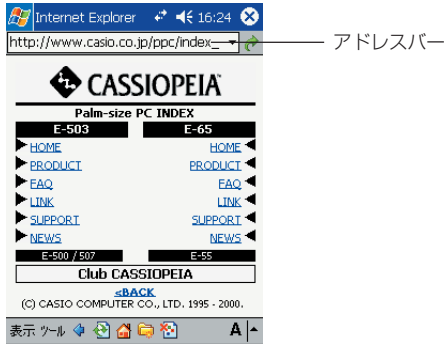 Internet Explorer 16:24
http://www.casio.co.jp/ppc/index_
アドレスバー
CASSIOPEIA
Palm-size PC INDEX
E-503 E-65
HOME HOME
PRODUCT PRODUCT
FAQ FAQ
LINK LINK
SUPPORT SUPPORT
NEWS NEWS
E-500 / 507 E-55
Club CASSIOPEIA
<BACK
(C) CASIO COMPUTER CO., LTD. 1995 - 2000.
表示 ツール A